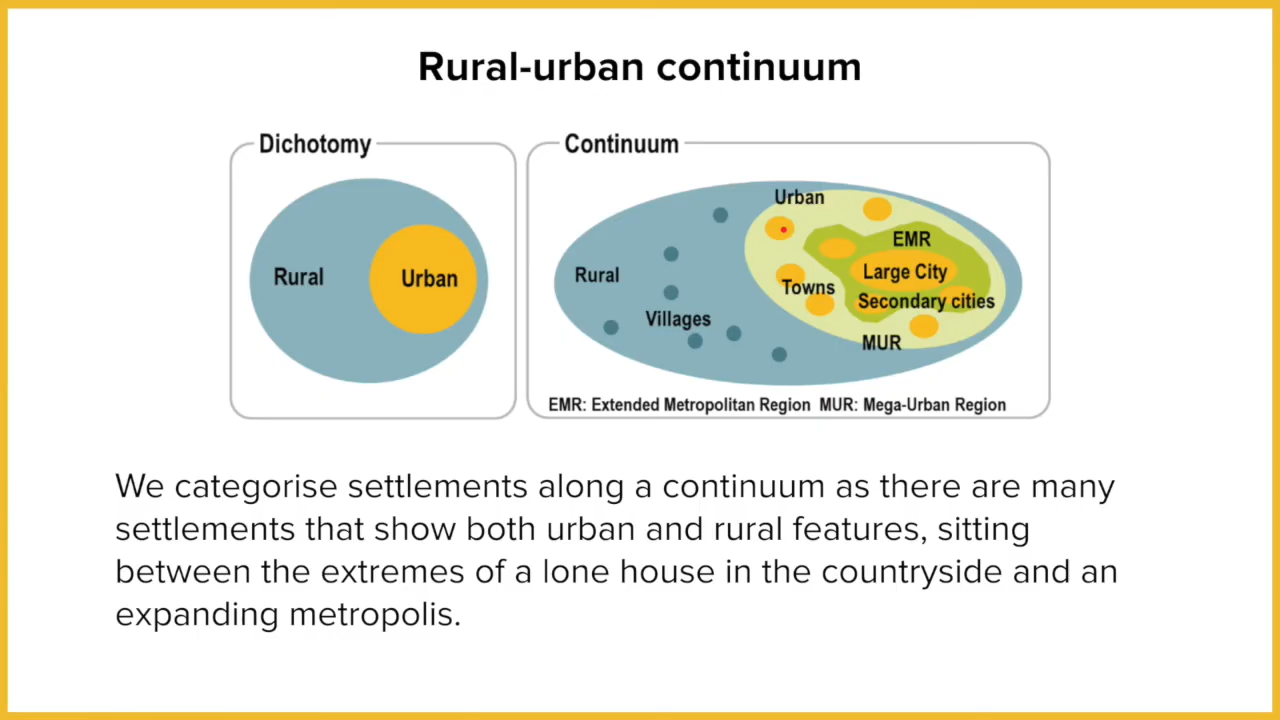 Rural-urban continuum
Dichotomy
Rural
Urban
Continuum
Urban
EMR
Rural
Large City
Towns
Secondary cities
Villages
MUR
EMR: Extended Metropolitan Region MUR: Mega-Urban Region
We categorise settlements along a continuum as there are many
settlements that show both urban and rural features, sitting
between the extremes of a lone house in the countryside and an
expanding metropolis.